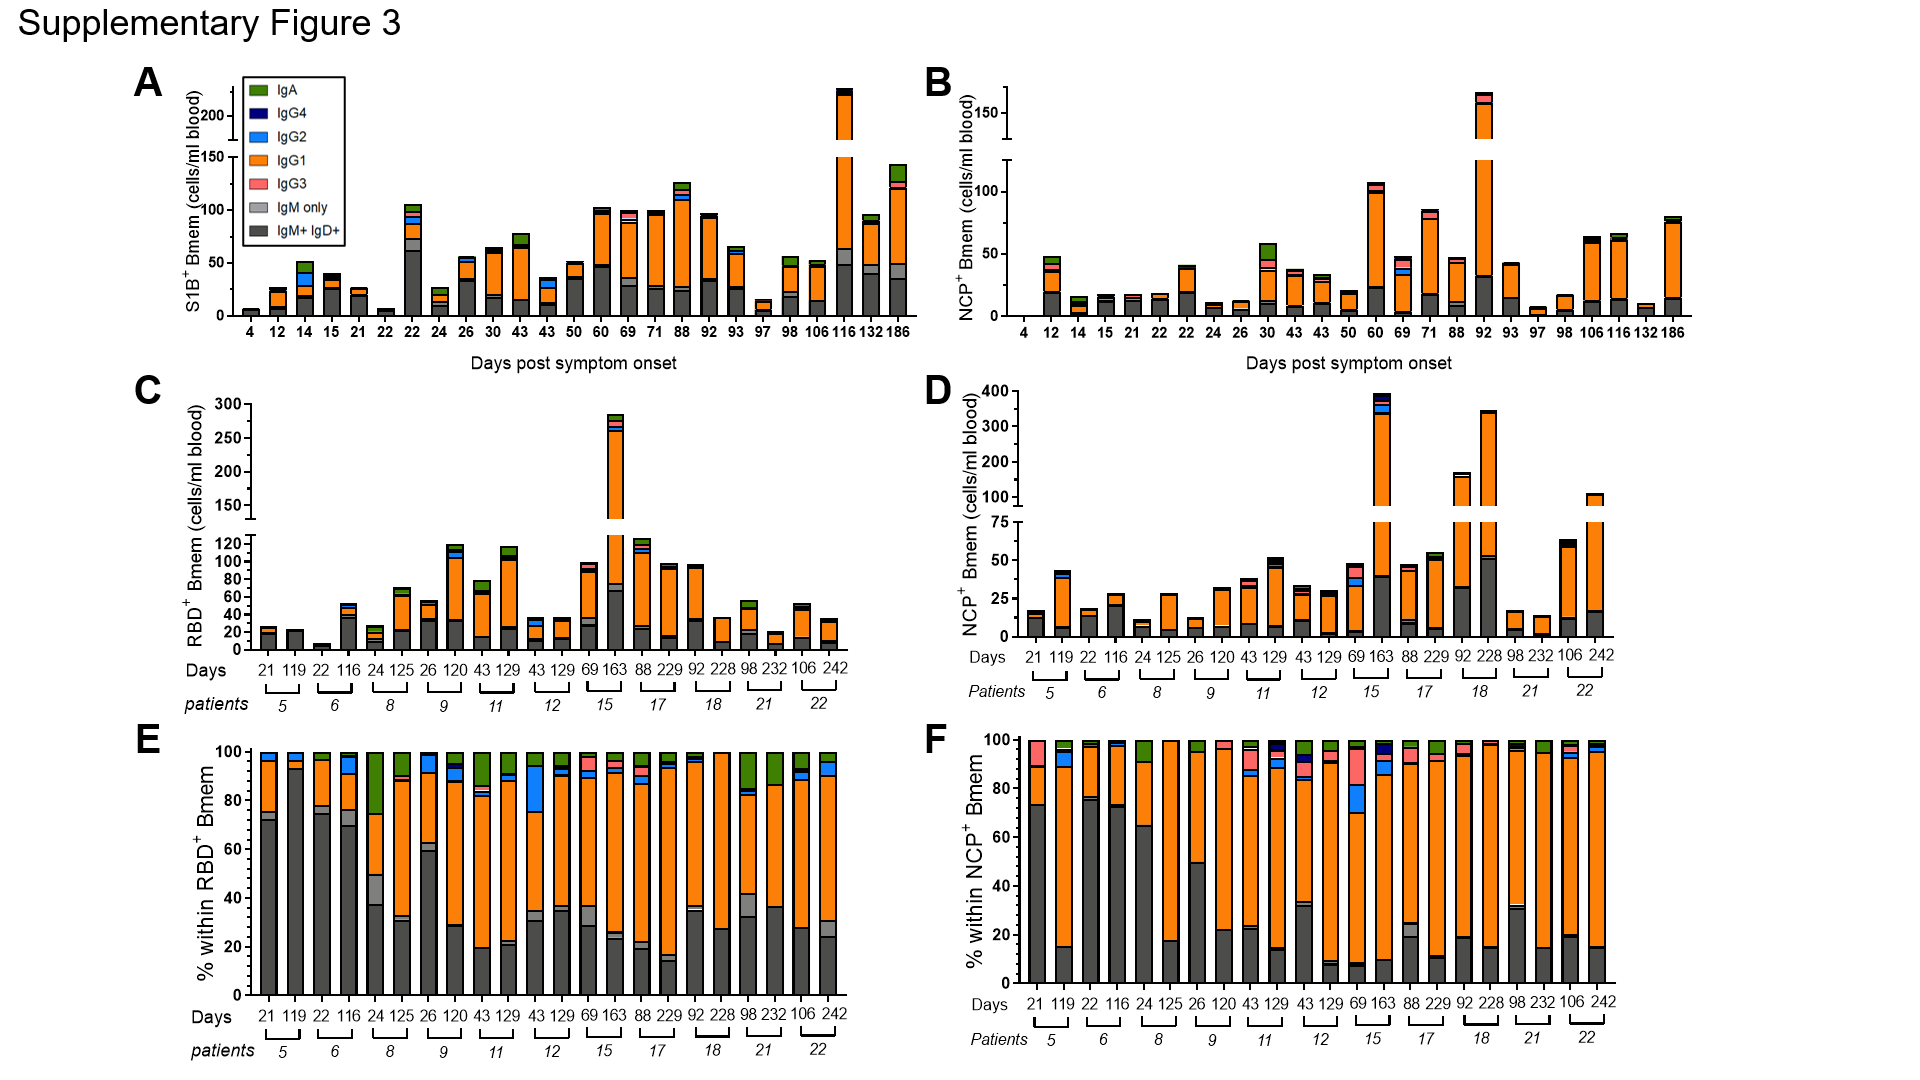 Supplementary Figure 3
A
S1B+ Bmem (cells/ml blood)
200
150
100
50
0
IgA
IgG4
IgG2
IgG1
IgG3
IgM only
IgM+ IgD+
4 12 14 15 21 22 22 24 26 30 43 43 50 60 69 71 88 92 93 97 98 106 116 132 186
Days post symptom onset
B
NCP+ Bmem (cells/ml blood)
150
100
50
0
4 12 14 15 21 22 22 24 26 30 43 43 50 60 69 71 88 92 93 97 98 106 116 132 186
Days post symptom onset
C
RBD+ Bmem (cells/ml blood)
300
250
200
150
120
100
80
60
40
20
0
Days 21 119 22 116 24 125 26 120 43 129 43 129 69 163 88 229 92 228 98 232 106 242
patients 5 6 8 9 11 12 15 17 18 21 22
D
NCP+ Bmem (cells/ml blood)
400
300
200
100
75
50
25
0
Days 21 119 22 116 24 125 26 120 43 129 43 129 69 163 88 229 92 228 98 232 106 242
Patients 5 6 8 9 11 12 15 17 18 21 22
E
% within RBD+ Bmem
100
80
60
40
20
0
Days 21 119 22 116 24 125 26 120 43 129 43 129 69 163 88 229 92 228 98 232 106 242
patients 5 6 8 9 11 12 15 17 18 21 22
F
% within NCP+ Bmem
100
80
60
40
20
0
Days 21 119 22 116 24 125 26 120 43 129 43 129 69 163 88 229 92 228 98 232 106 242
Patients 5 6 8 9 11 12 15 17 18 21 22